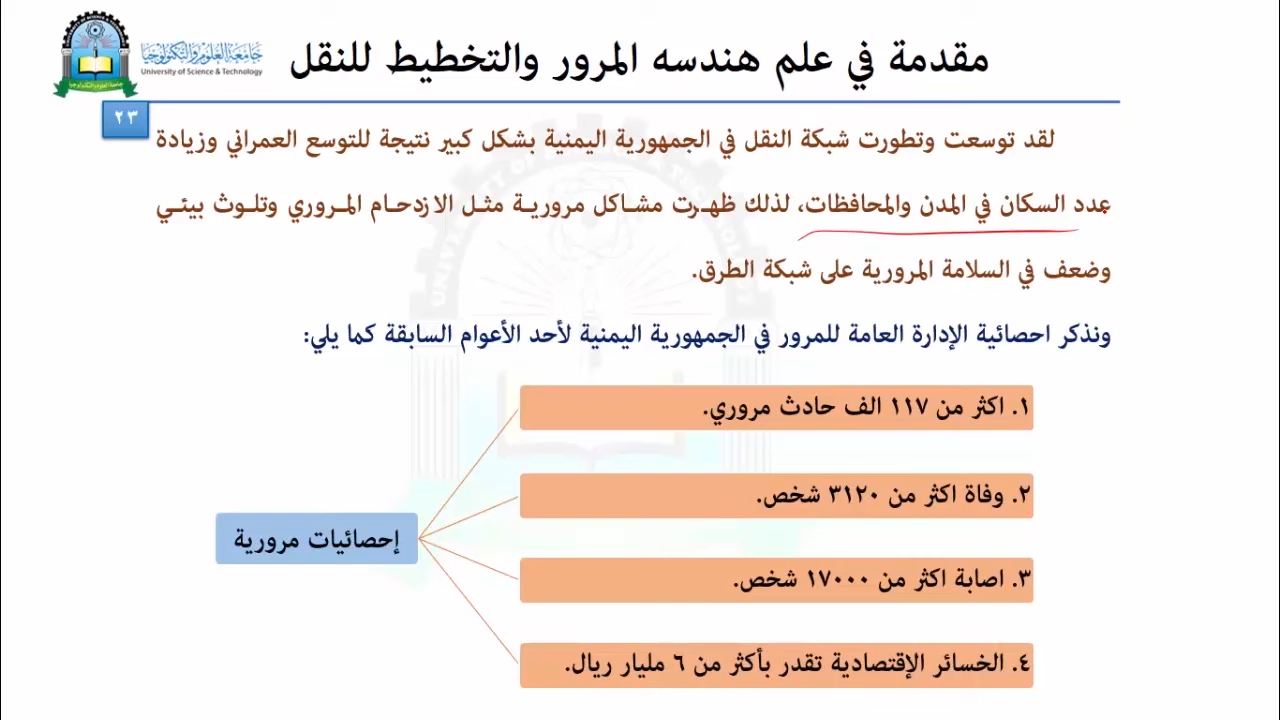 جامعة العلوم والتكنولوجيا
University of Science & Technology
مقدمة في علم هندسه المرور والتخطيط للنقل
٢٣
لقد توسعت وتطورت شبكة النقل في الجمهورية اليمنية بشكل كبير نتيجة للتوسع العمراني وزيادة
عدد السكان في المدن والمحافظات، لذلك ظهرت مشاكل مرورية مثل الازدحام المروري وتلوث بيئي
وضعف في السلامة المرورية على شبكة الطرق.
ونذكر احصائية الإدارة العامة للمرور في الجمهورية اليمنية لأحد الأعوام السابقة كما يلي:
١. اكثر من ١١٧ الف حادث مروري.
٢. وفاة اكثر من ٣١٢٠ شخص.
إحصائيات مرورية
٣. اصابة اكثر من ١٧٠٠٠ شخص.
٤. الخسائر الإقتصادية تقدر بأكثر من ٦ مليار ريال.